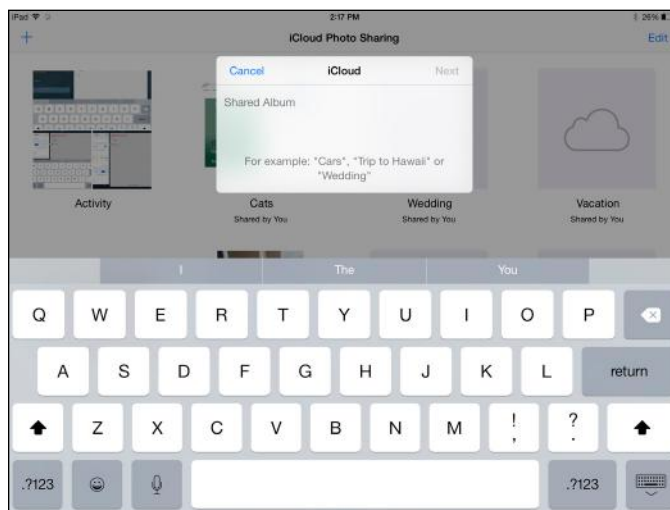 iPad 2:17 PM 26%
iCloud Photo Sharing Edit
Cancel iCloud Next
Shared Album
For example: "Cars", "Trip to Hawaii" or
"Wedding"
Activity Cats Wedding Vacation
Shared by You Shared by You Shared by You
I The You
Q W E R T Y U I O P
A S D F G H J K L return
Z X C V B N M ! , ? .
.?123 .?123